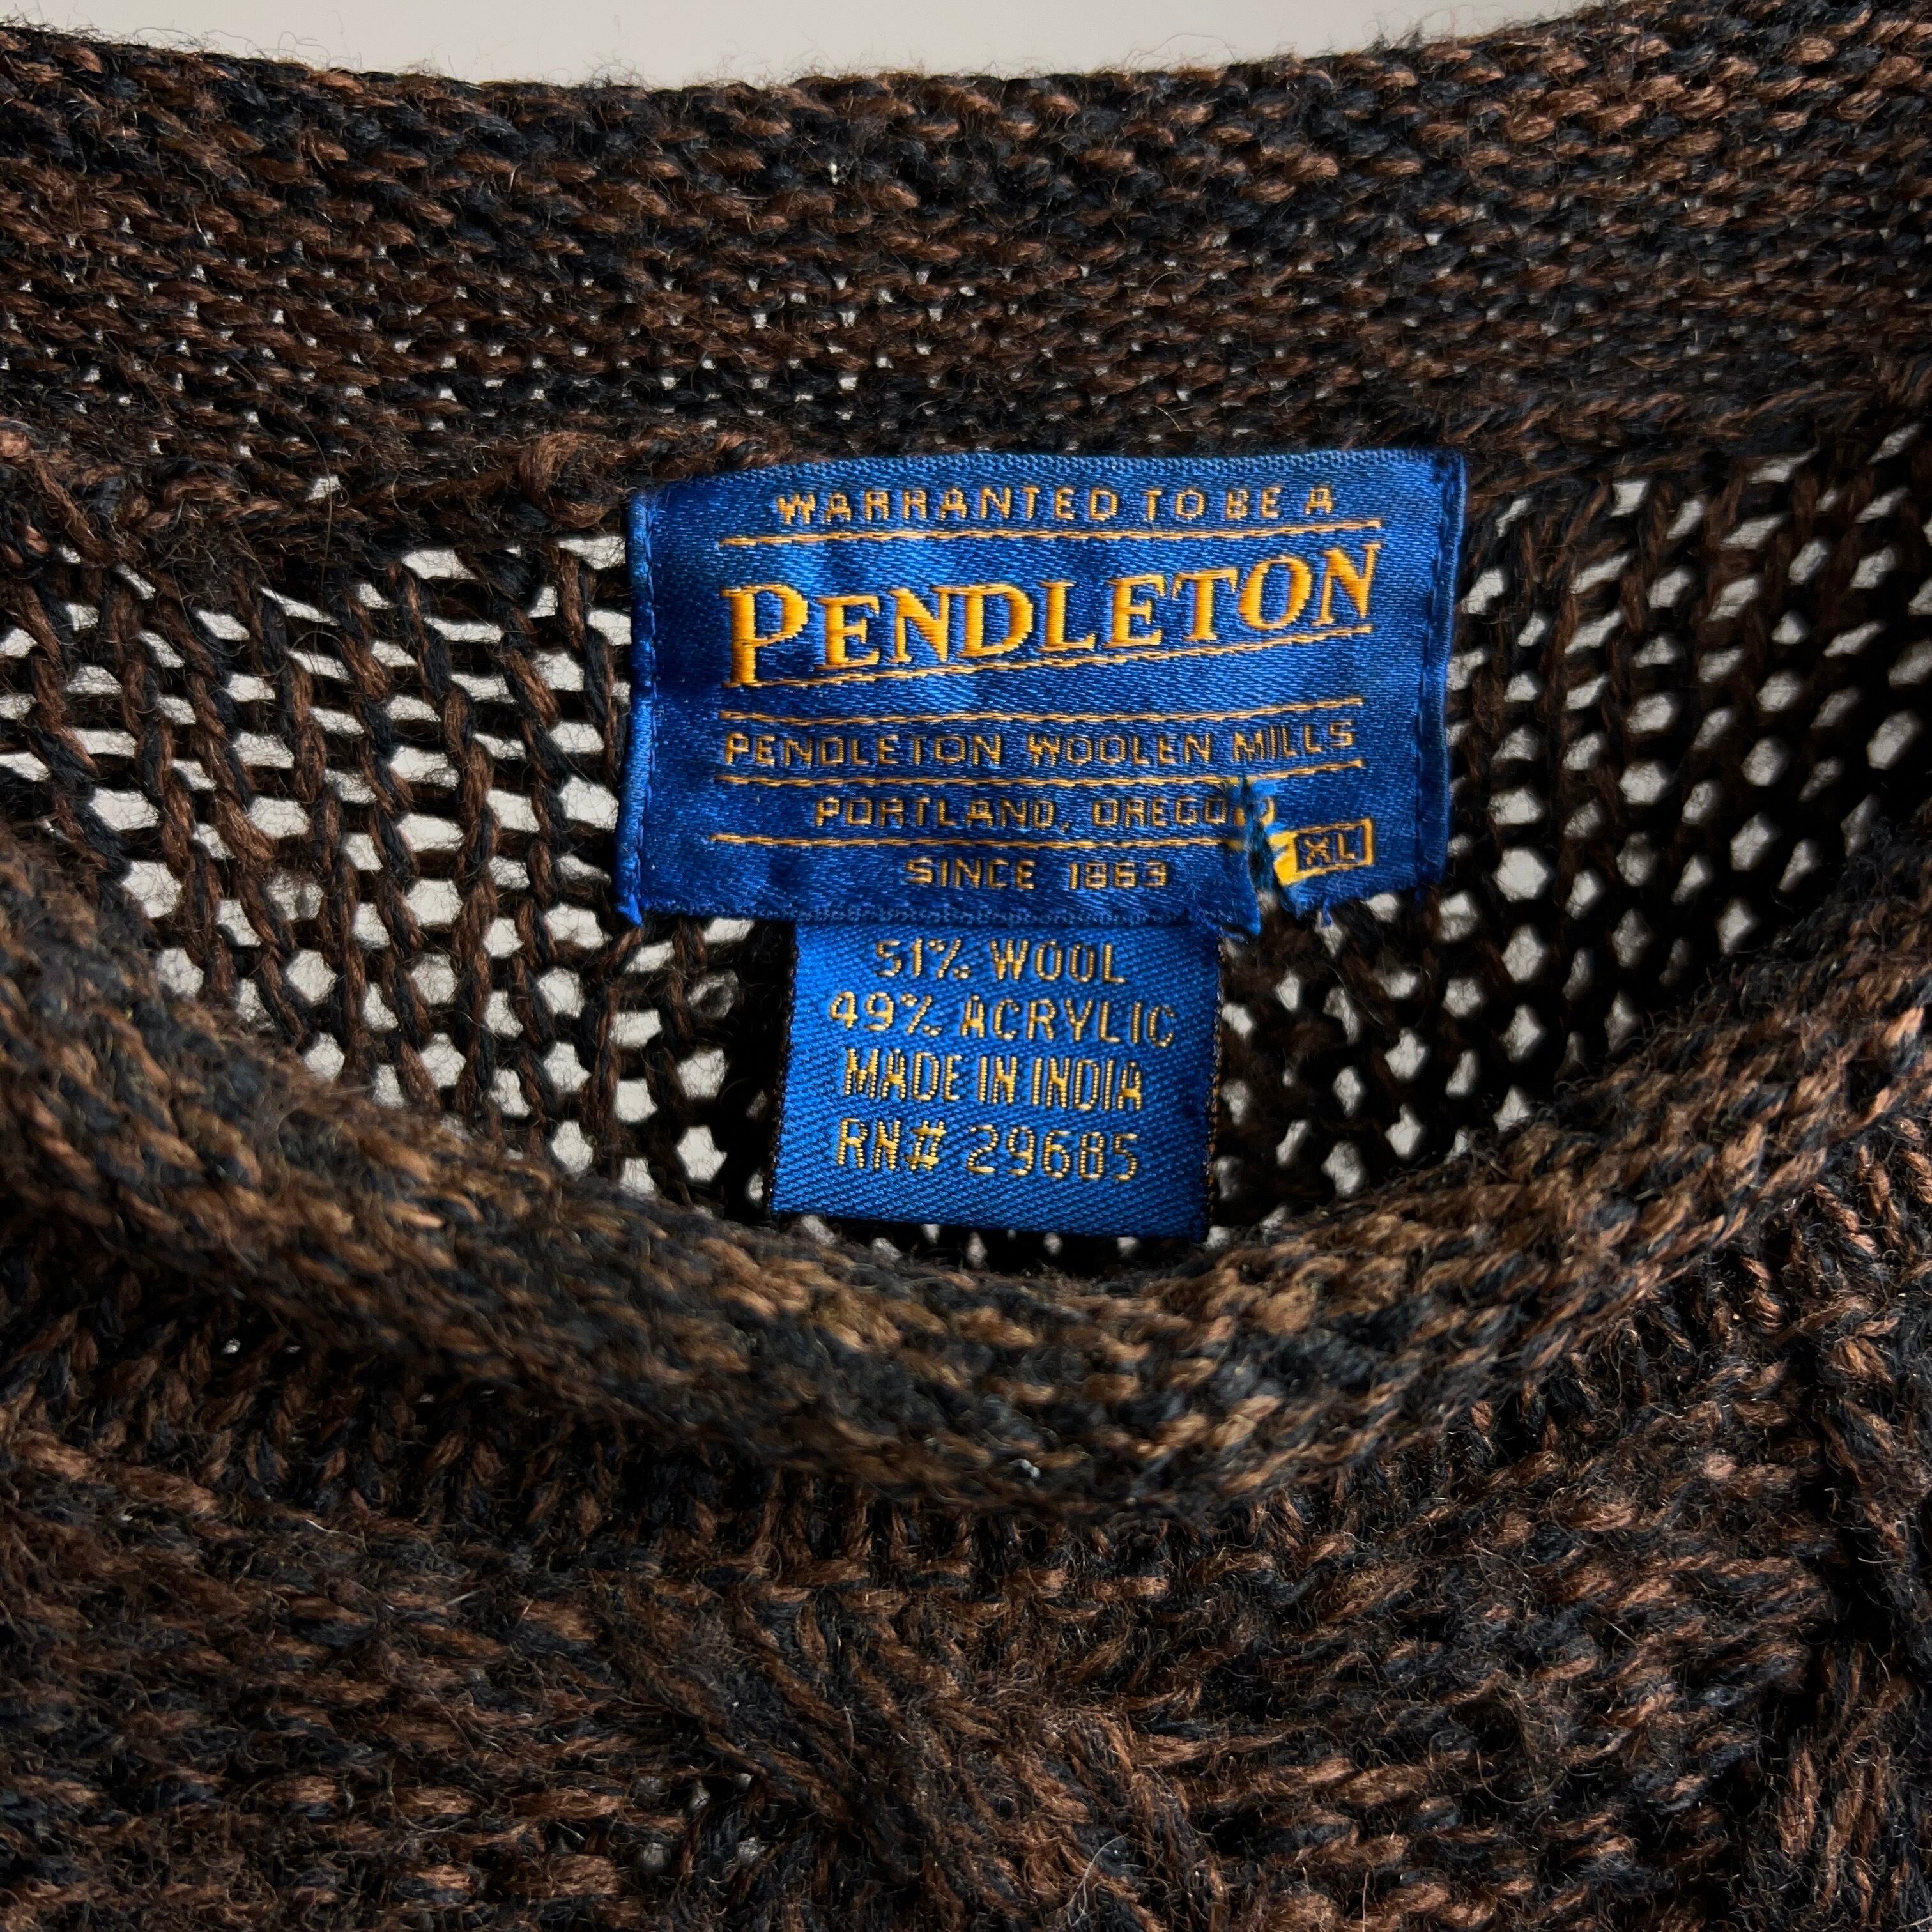 WARRANTED TO BE A
PENDLETON
PENDLETON WOOLEN MILLS
PORTLAND, OREGON
XL
SINCE 1863
51% WOOL
49% ACRYLIC
MADE IN INDIA
RN# 29685